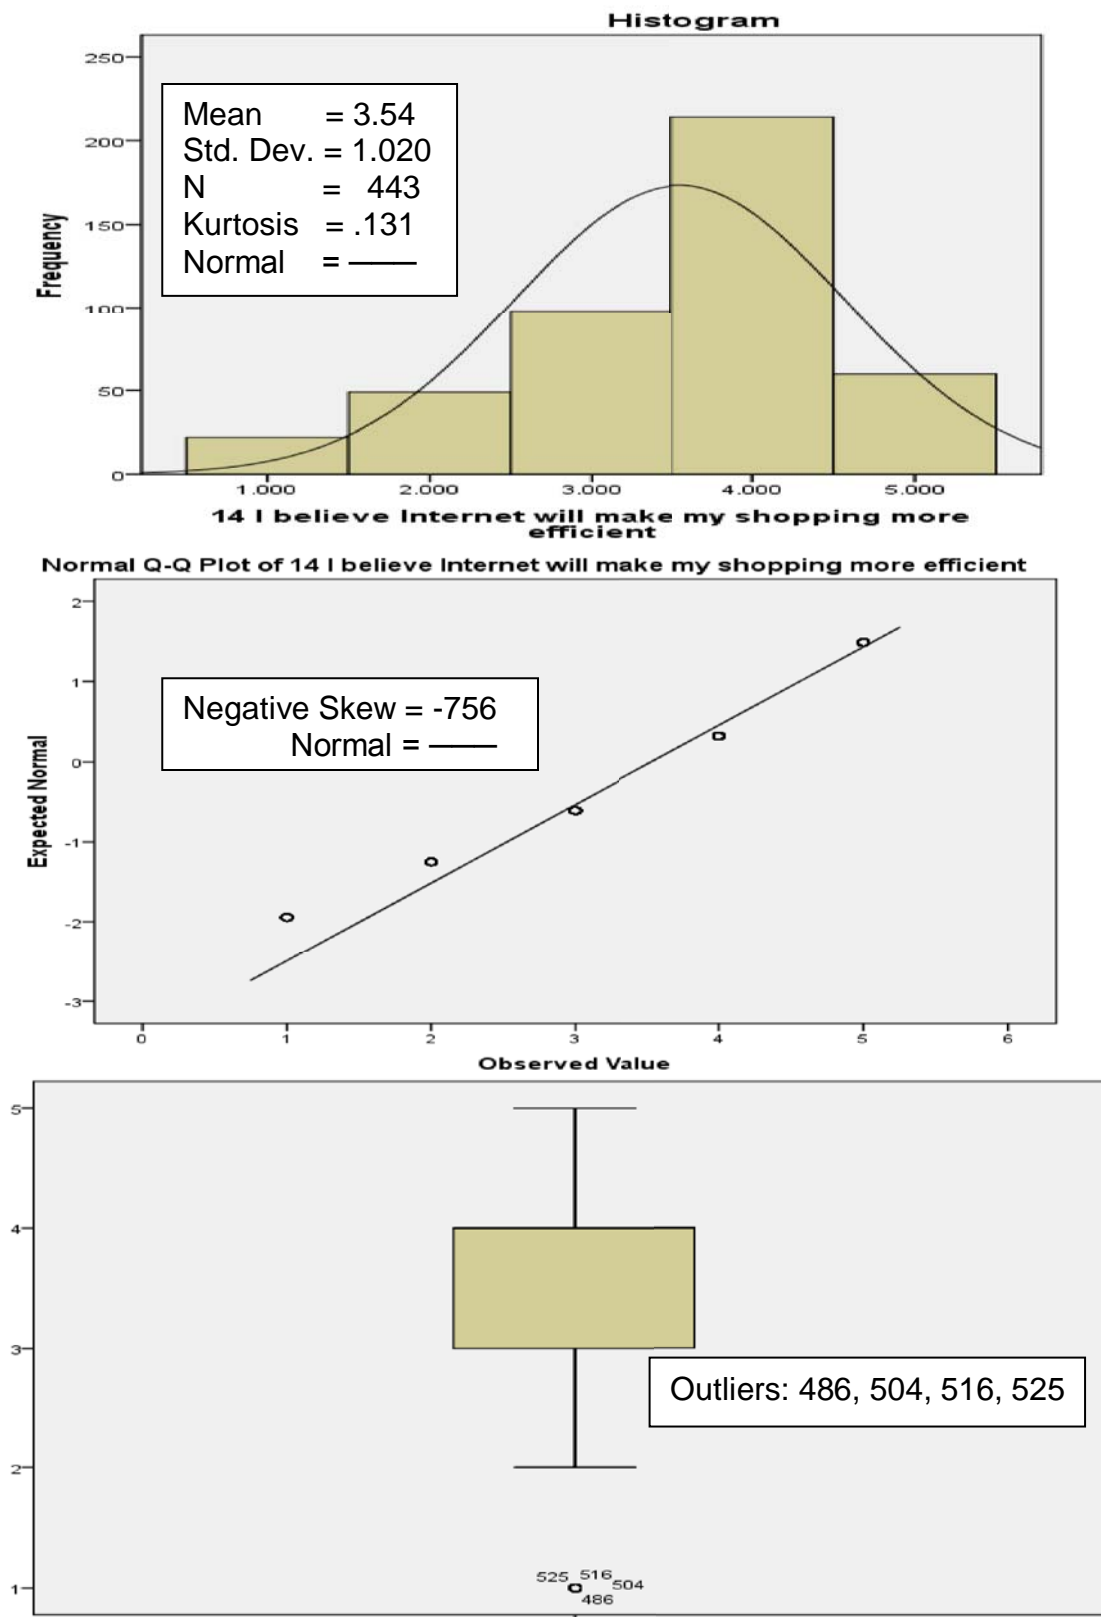 Histogram
250
200
150
100
50
0
Frequency
Mean = 3.54
Std. Dev. = 1.020
N = 443
Kurtosis = .131
Normal = ——
1.000 2.000 3.000 4.000 5.000
14 I believe Internet will make my shopping more
efficient
Normal Q-Q Plot of 14 I believe Internet will make my shopping more efficient
2
1
0
-1
-2
-3
Expected Normal
Negative Skew = -756
Normal = ——
0 1 2 3 4 5 6
Observed Value
5
4
3
2
1
Outliers: 486, 504, 516, 525
525 516 504
486